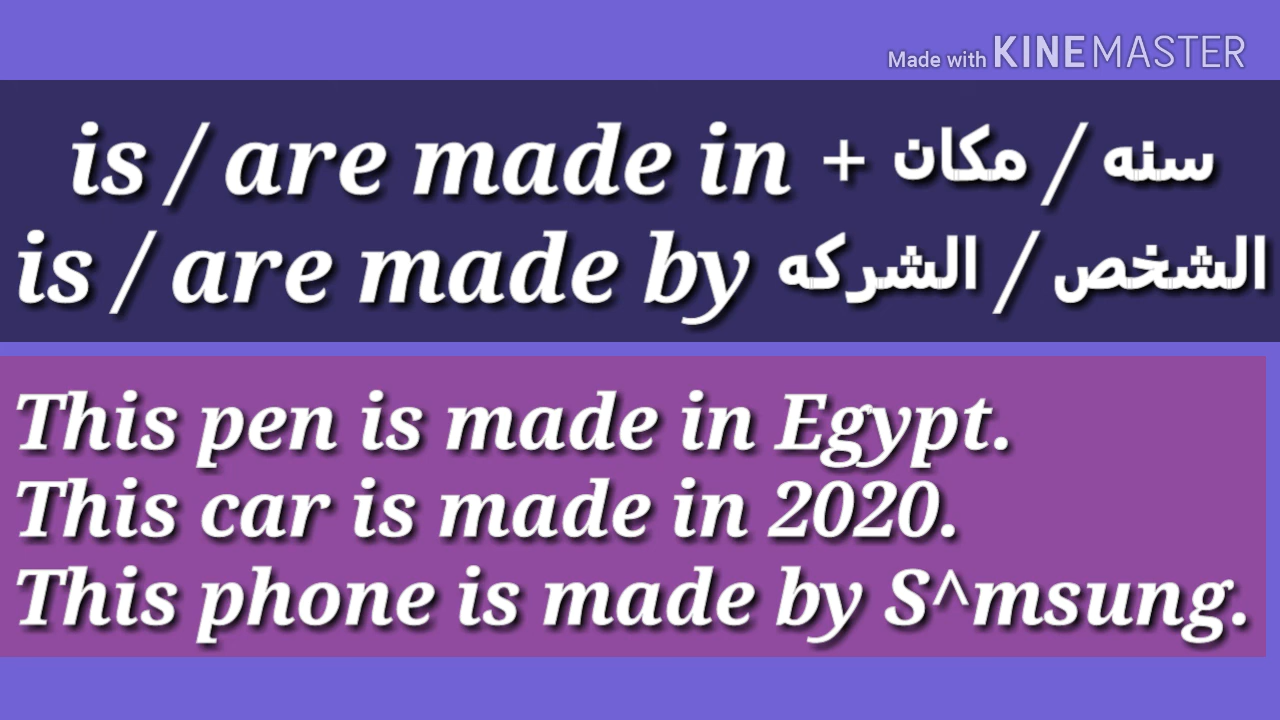 Made with KINEMASTER
is / are made in + مكان / سنه
is / are made by الشركه / الشخص
This pen is made in Egypt.
This car is made in 2020.
This phone is made by S^msung.